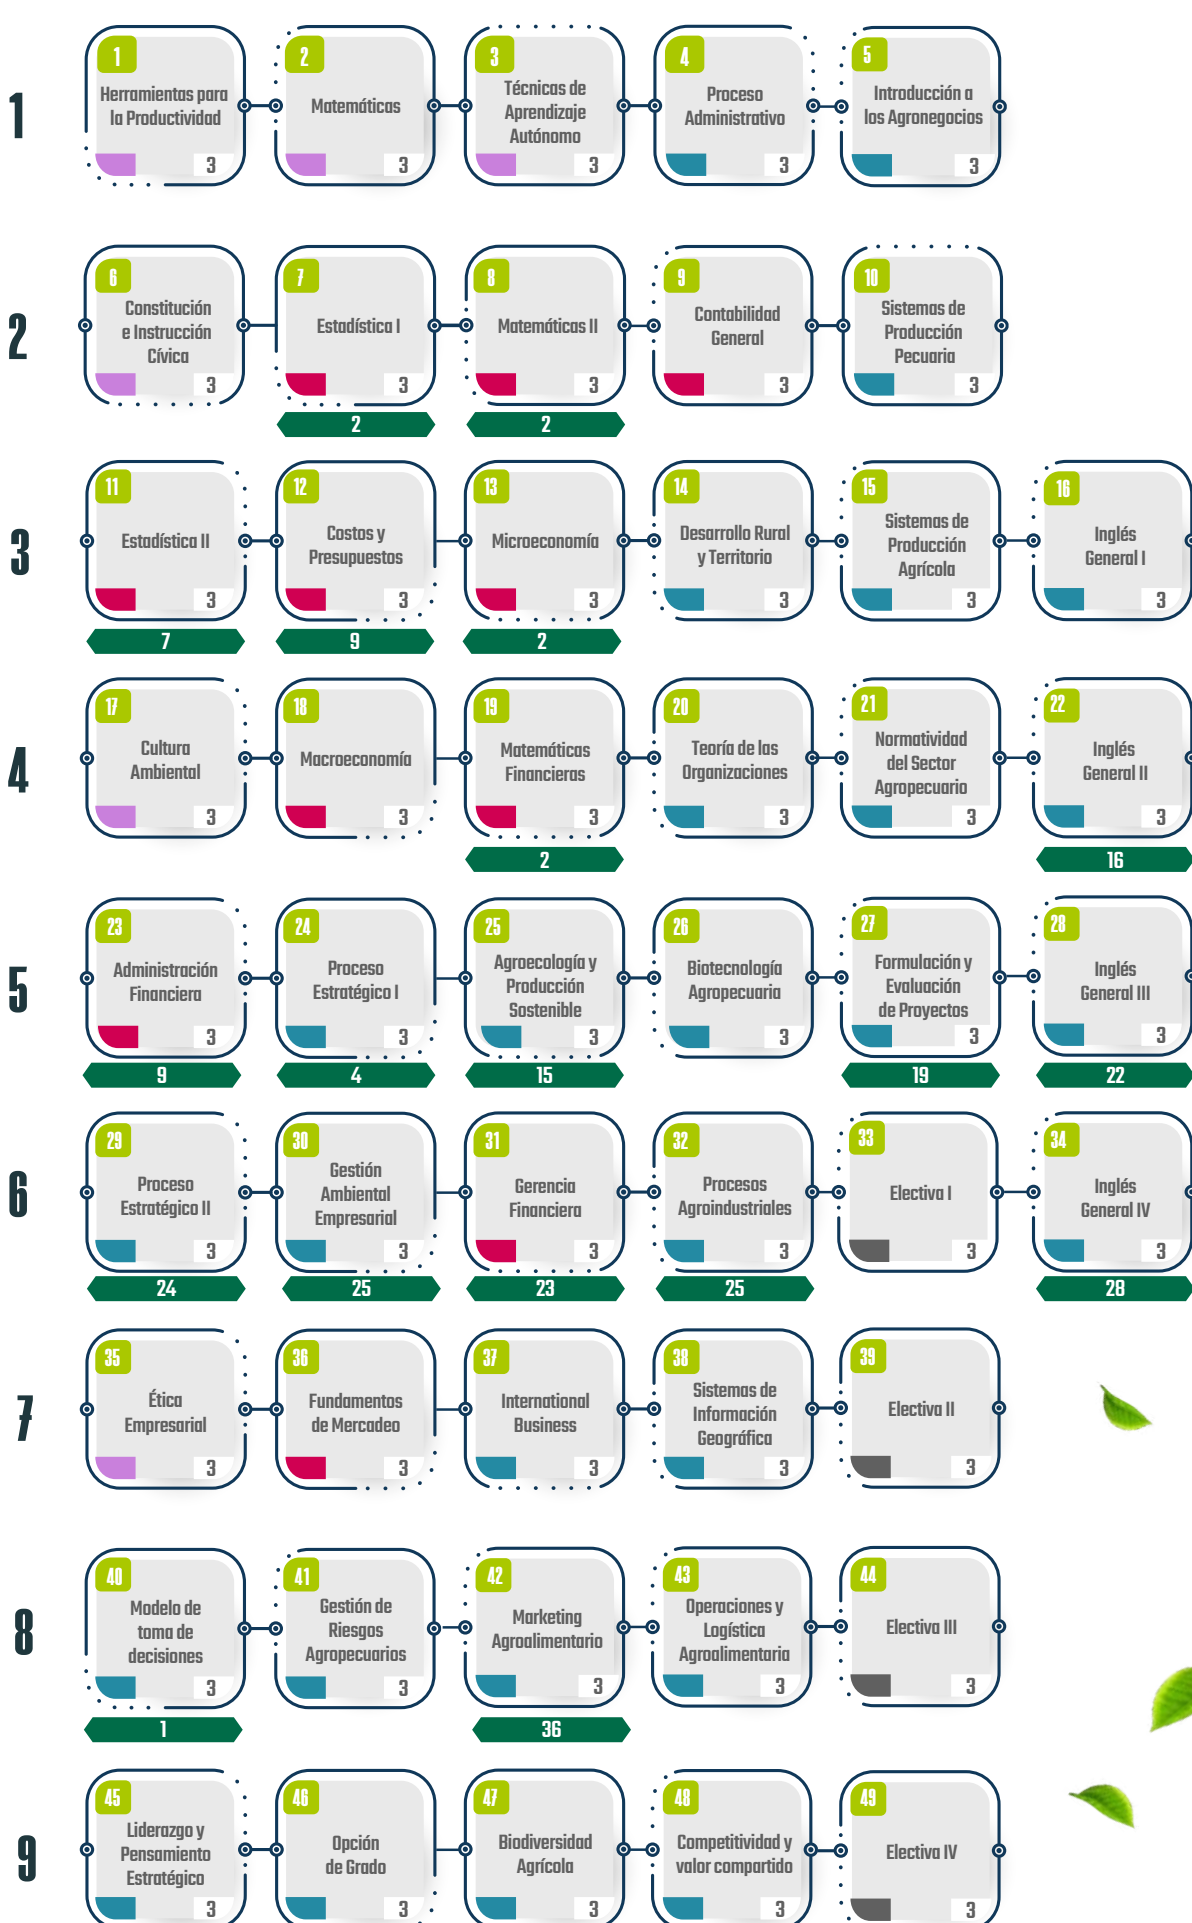 1
1
Herramientas para
la Productividad
3
2
Matemáticas
3
3
Técnicas de
Aprendizaje
Autónomo
3
4
Proceso
Administrativo
3
5
Introducción a
los Agronegocios
3
2
6
Constitución
e Instrucción
Cívica
3
7
Estadística I
3
2
8
Matemáticas II
3
2
9
Contabilidad
General
3
10
Sistemas de
Producción
Pecuaria
3
3
11
Estadística II
3
7
12
Costos y
Presupuestos
3
9
13
Microeconomía
3
2
14
Desarrollo Rural
y Territorio
3
15
Sistemas de
Producción
Agrícola
3
16
Inglés
General I
3
4
17
Cultura
Ambiental
3
18
Macroeconomía
3
19
Matemáticas
Financieras
3
2
20
Teoría de las
Organizaciones
3
21
Normatividad
del Sector
Agropecuario
3
22
Inglés
General II
3
16
5
23
Administración
Financiera
3
9
24
Proceso
Estratégico I
3
4
25
Agroecología y
Producción
Sostenible
3
15
26
Biotecnología
Agropecuaria
3
27
Formulación y
Evaluación
de Proyectos
3
19
28
Inglés
General III
3
22
6
29
Proceso
Estratégico II
3
24
30
Gestión
Ambiental
Empresarial
3
25
31
Gerencia
Financiera
3
23
32
Procesos
Agroindustriales
3
25
33
Electiva I
3
34
Inglés
General IV
3
28
7
35
Ética
Empresarial
3
36
Fundamentos
de Mercadeo
3
37
International
Business
3
38
Sistemas de
Información
Geográfica
3
39
Electiva II
3
8
40
Modelo de
toma de
decisiones
3
1
41
Gestión de
Riesgos
Agropecuarios
3
42
Marketing
Agroalimentario
3
36
43
Operaciones y
Logística
Agroalimentaria
3
44
Electiva III
3
9
45
Liderazgo y
Pensamiento
Estratégico
3
46
Opción
de Grado
3
47
Biodiversidad
Agrícola
3
48
Competitividad y
valor compartido
3
49
Electiva IV
3